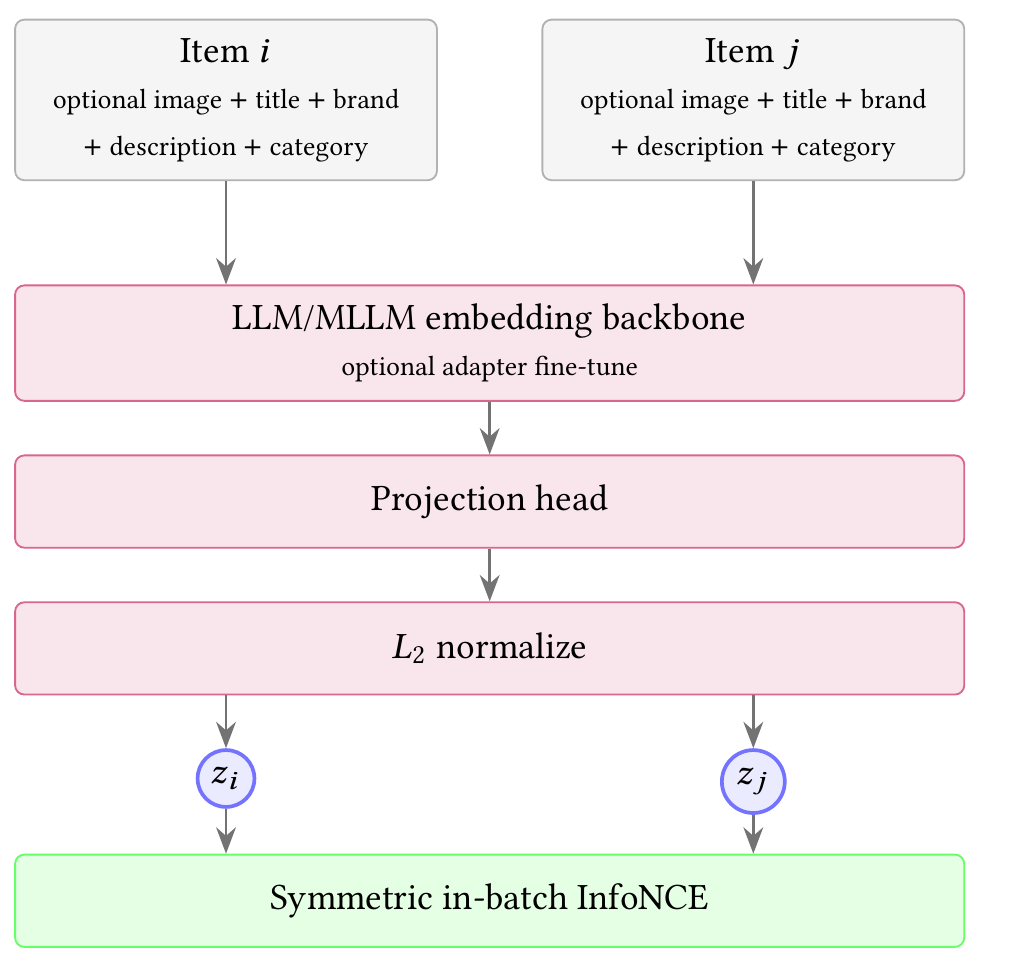 Item i
optional image + title + brand
+ description + category
Item j
optional image + title + brand
+ description + category
LLM/MLLM embedding backbone
optional adapter fine-tune
Projection head
L₂ normalize
zᵢ
zⱼ
Symmetric in-batch InfoNCE